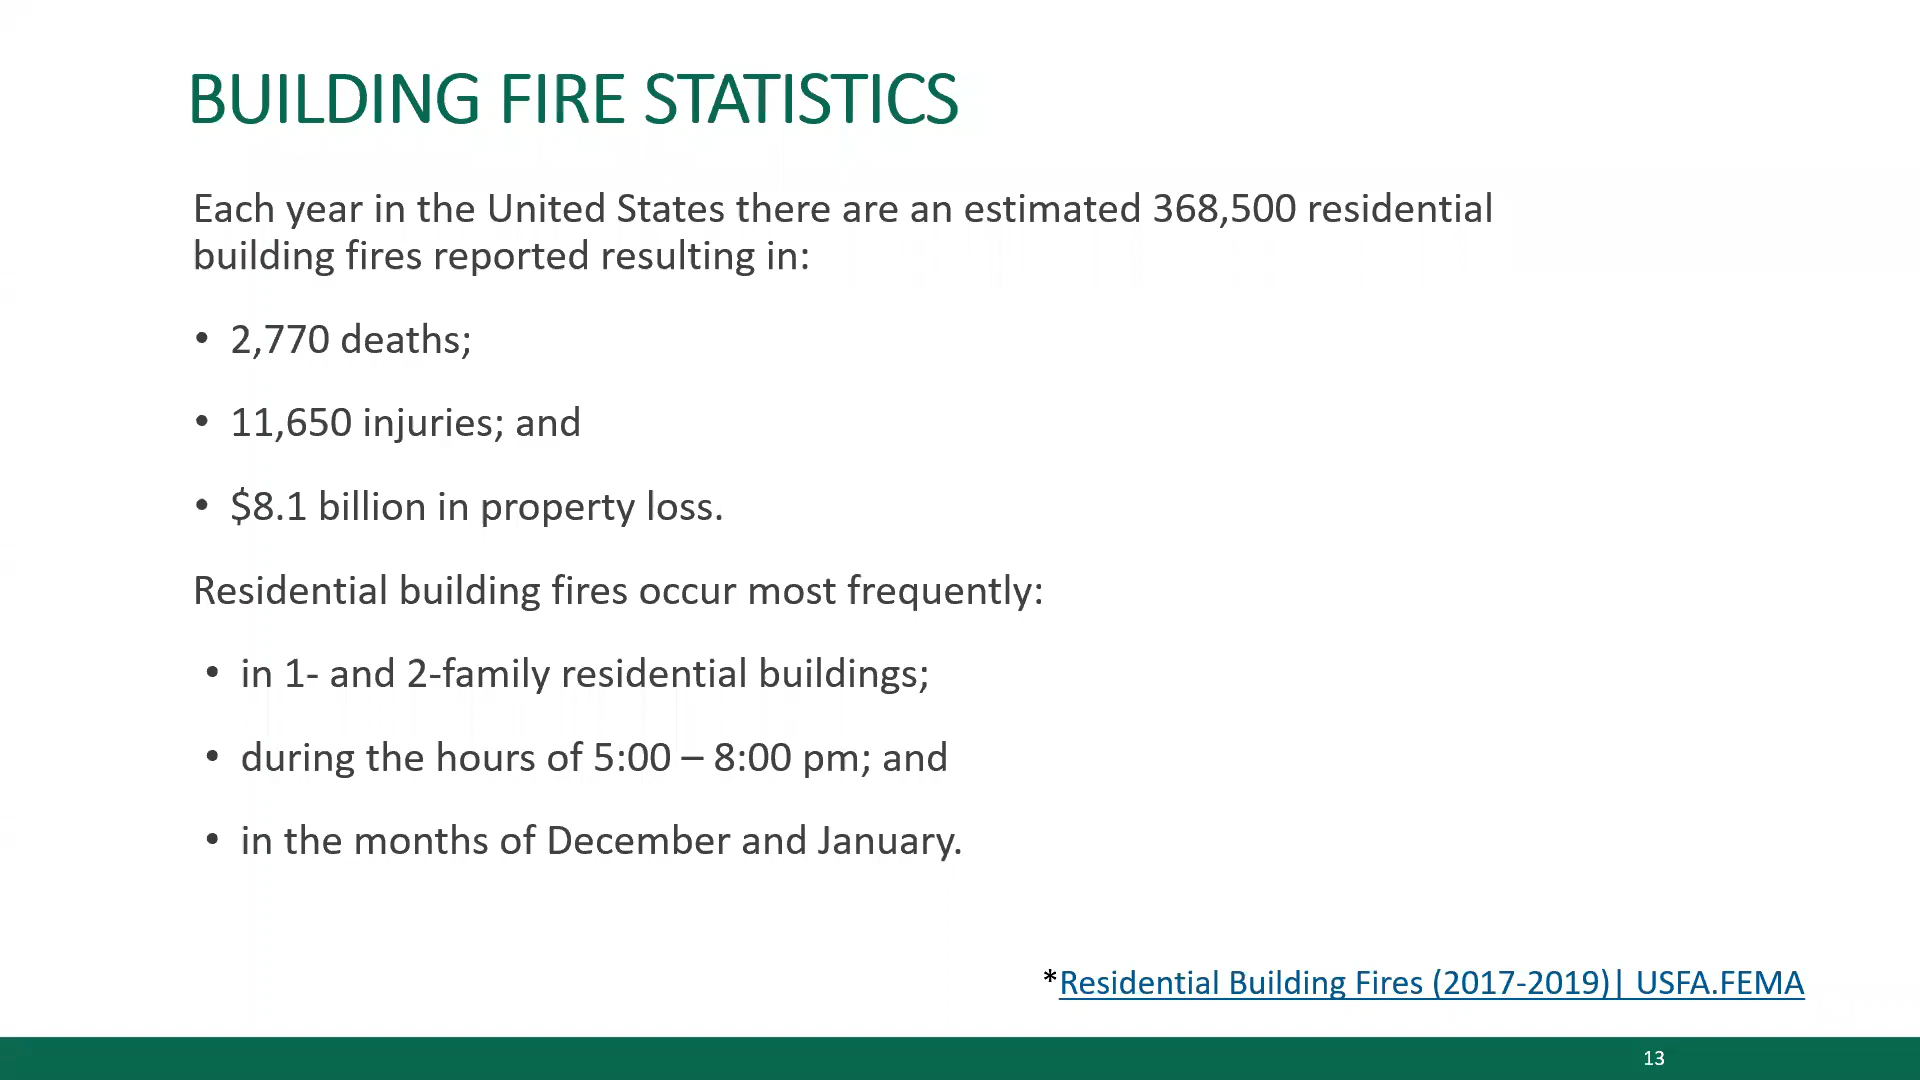 BUILDING FIRE STATISTICS
Each year in the United States there are an estimated 368,500 residential
building fires reported resulting in:
• 2,770 deaths;
• 11,650 injuries; and
• $8.1 billion in property loss.
Residential building fires occur most frequently:
• in 1- and 2-family residential buildings;
• during the hours of 5:00 – 8:00 pm; and
• in the months of December and January.
*Residential Building Fires (2017-2019)| USFA.FEMA
13